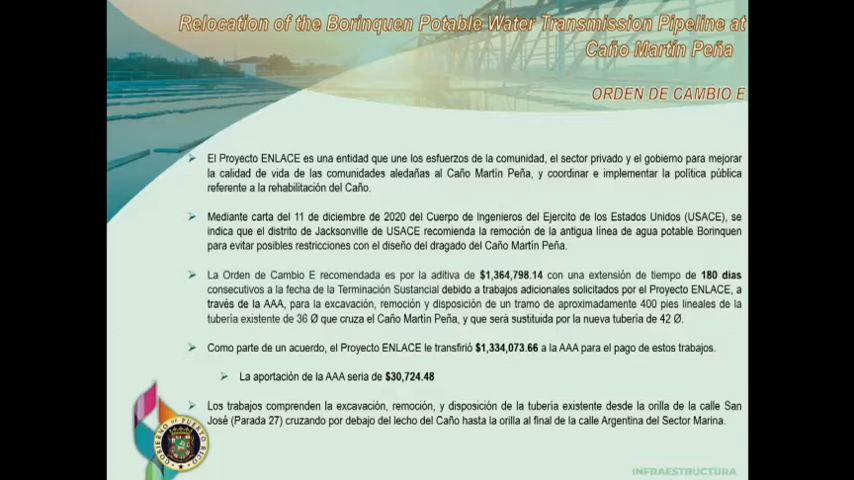 Relocation of the Borinquen Potable Water Transmission Pipeline at
Caño Martín Peña
ORDEN DE CAMBIO E
El Proyecto ENLACE es una entidad que une los esfuerzos de la comunidad, el sector privado y el gobierno para mejorar
la calidad de vida de las comunidades aledañas al Caño Martín Peña, y coordinar e implementar la política pública
referente a la rehabilitación del Caño.
Mediante carta del 11 de diciembre de 2020 del Cuerpo de Ingenieros del Ejercito de los Estados Unidos (USACE), se
indica que el distrito de Jacksonville de USACE recomienda la remoción de la antigua línea de agua potable Borinquen
para evitar posibles restricciones con el diseño del dragado del Caño Martín Peña.
La Orden de Cambio E recomendada es por la aditiva de $1,364,798.14 con una extensión de tiempo de 180 días
consecutivos a la fecha de la Terminación Sustancial debido a trabajos adicionales solicitados por el Proyecto ENLACE, a
través de la AAA, para la excavación, remoción y disposición de un tramo de aproximadamente 400 pies lineales de la
tubería existente de 36 Ø que cruza el Caño Martín Peña, y que será sustituida por la nueva tubería de 42 Ø.
Como parte de un acuerdo, el Proyecto ENLACE le transfirió $1,334,073.66 a la AAA para el pago de estos trabajos.
La aportación de la AAA seria de $30,724.48
Los trabajos comprenden la excavación, remoción, y disposición de la tubería existente desde la orilla de la calle San
José (Parada 27) cruzando por debajo del lecho del Caño hasta la orilla al final de la calle Argentina del Sector Marina.
GOBIERNO DE PUERTO RICO
INFRAESTRUCTURA